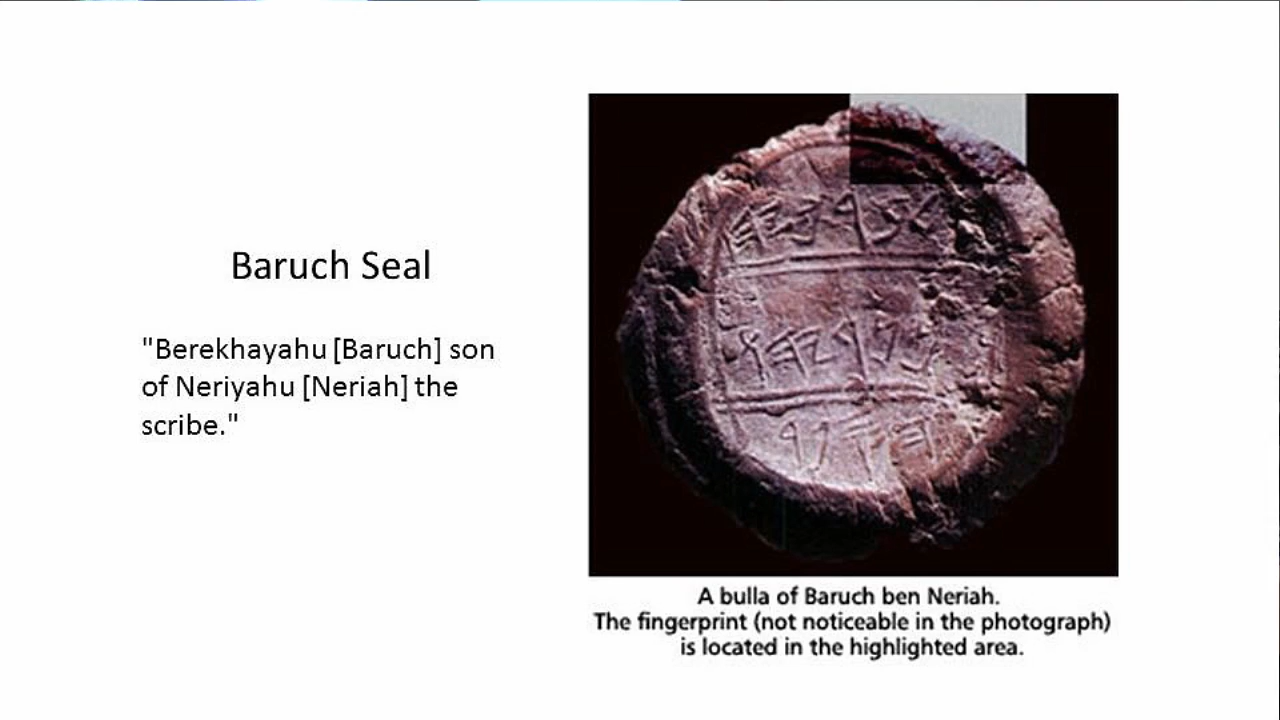 Baruch Seal
"Berekhayahu [Baruch] son
of Neriyahu [Neriah] the
scribe."
A bulla of Baruch ben Neriah.
The fingerprint (not noticeable in the photograph)
is located in the highlighted area.